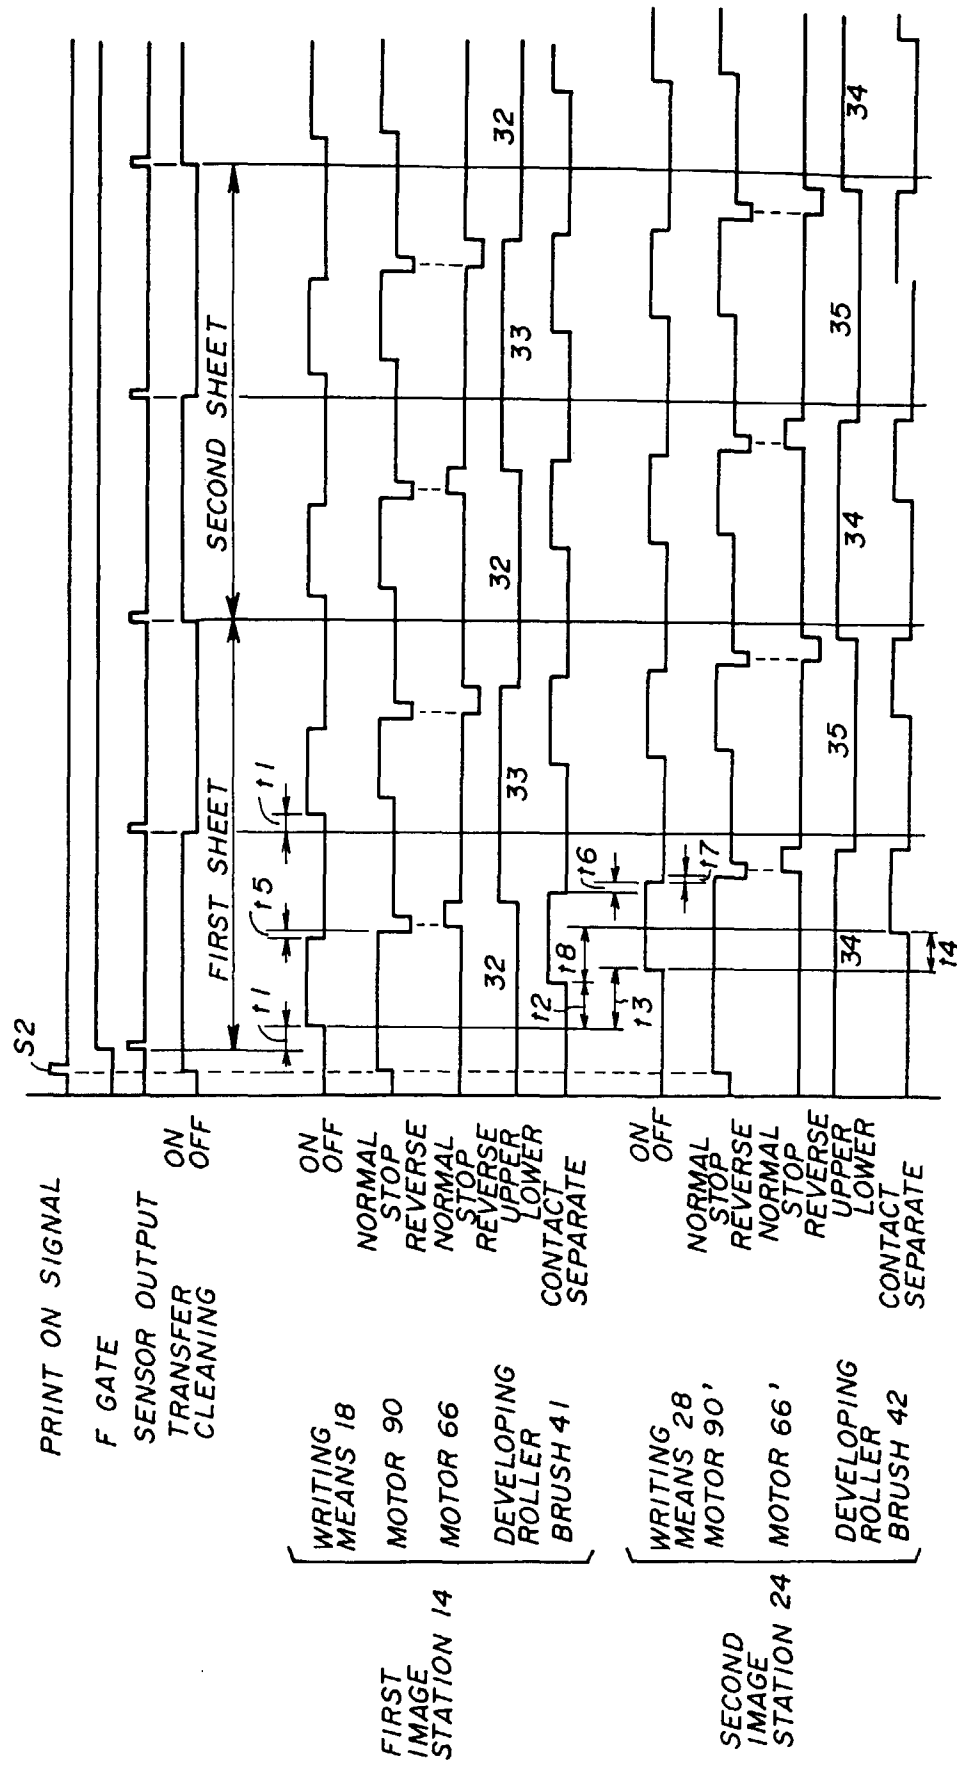 PRINT ON SIGNAL
S2
F GATE
SENSOR OUTPUT
TRANSFER
CLEANING
ON
OFF
FIRST SHEET
SECOND SHEET
FIRST
IMAGE
STATION 14
WRITING
MEANS 18
ON
OFF
t1
t5
t1
MOTOR 90
NORMAL
STOP
REVERSE
MOTOR 66
NORMAL
STOP
REVERSE
DEVELOPING
ROLLER
UPPER
LOWER
32
33
32
33
32
BRUSH 41
CONTACT
SEPARATE
t2
t8
t3
t6
SECOND
IMAGE
STATION 24
WRITING
MEANS 28
ON
OFF
t7
MOTOR 90'
NORMAL
STOP
REVERSE
MOTOR 66'
NORMAL
STOP
REVERSE
DEVELOPING
ROLLER
UPPER
LOWER
34
35
34
35
34
BRUSH 42
CONTACT
SEPARATE
t4